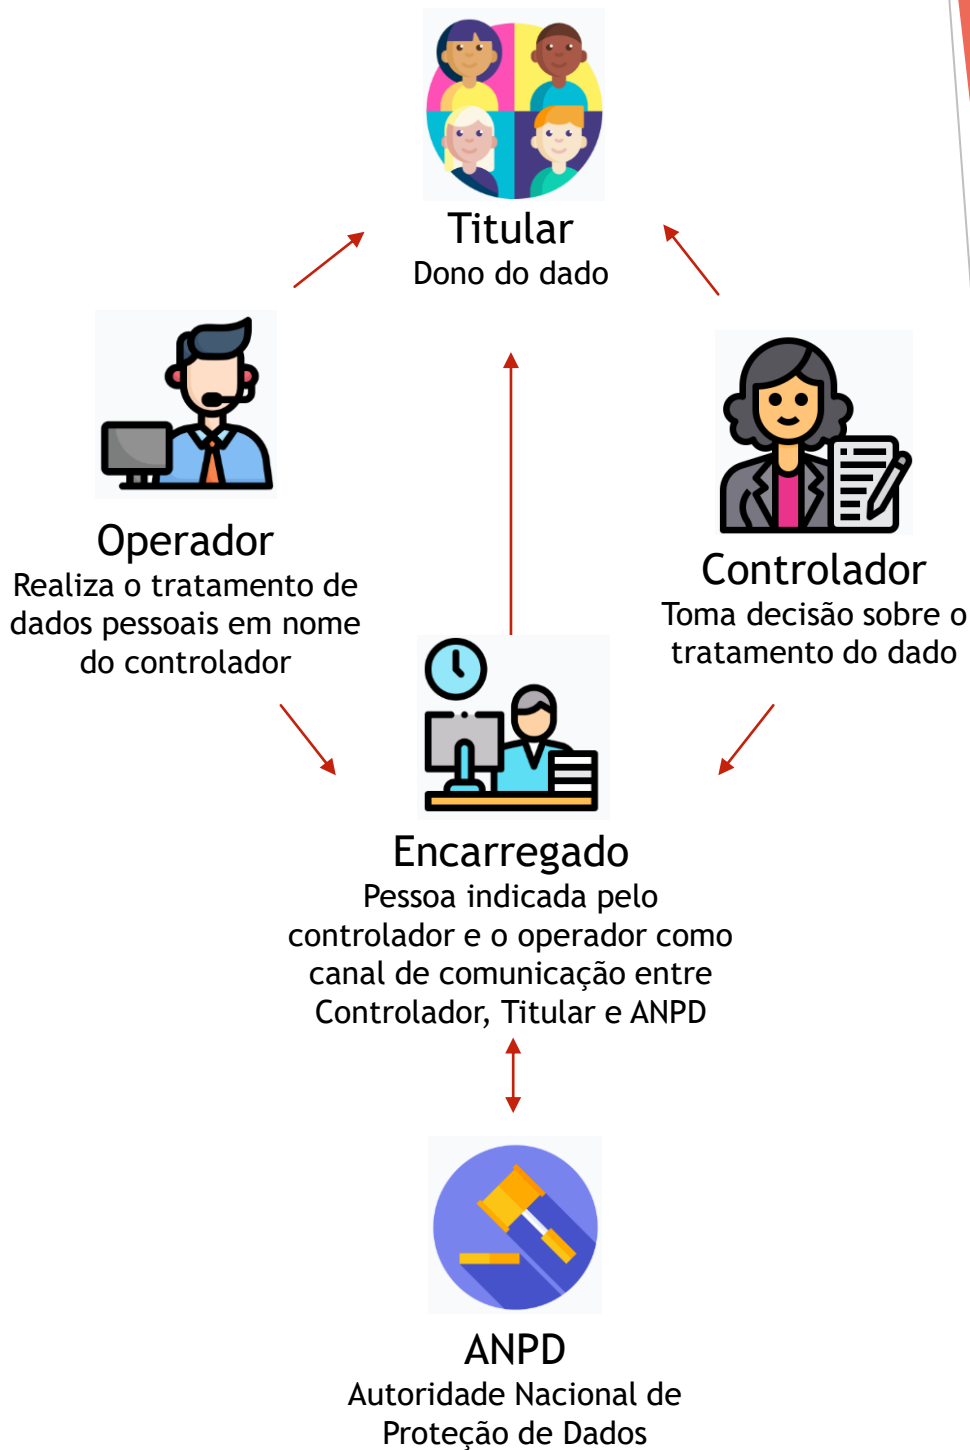 Titular
Dono do dado
Operador
Realiza o tratamento de
dados pessoais em nome
do controlador
Controlador
Toma decisão sobre o
tratamento do dado
Encarregado
Pessoa indicada pelo
controlador e o operador como
canal de comunicação entre
Controlador, Titular e ANPD
ANPD
Autoridade Nacional de
Proteção de Dados